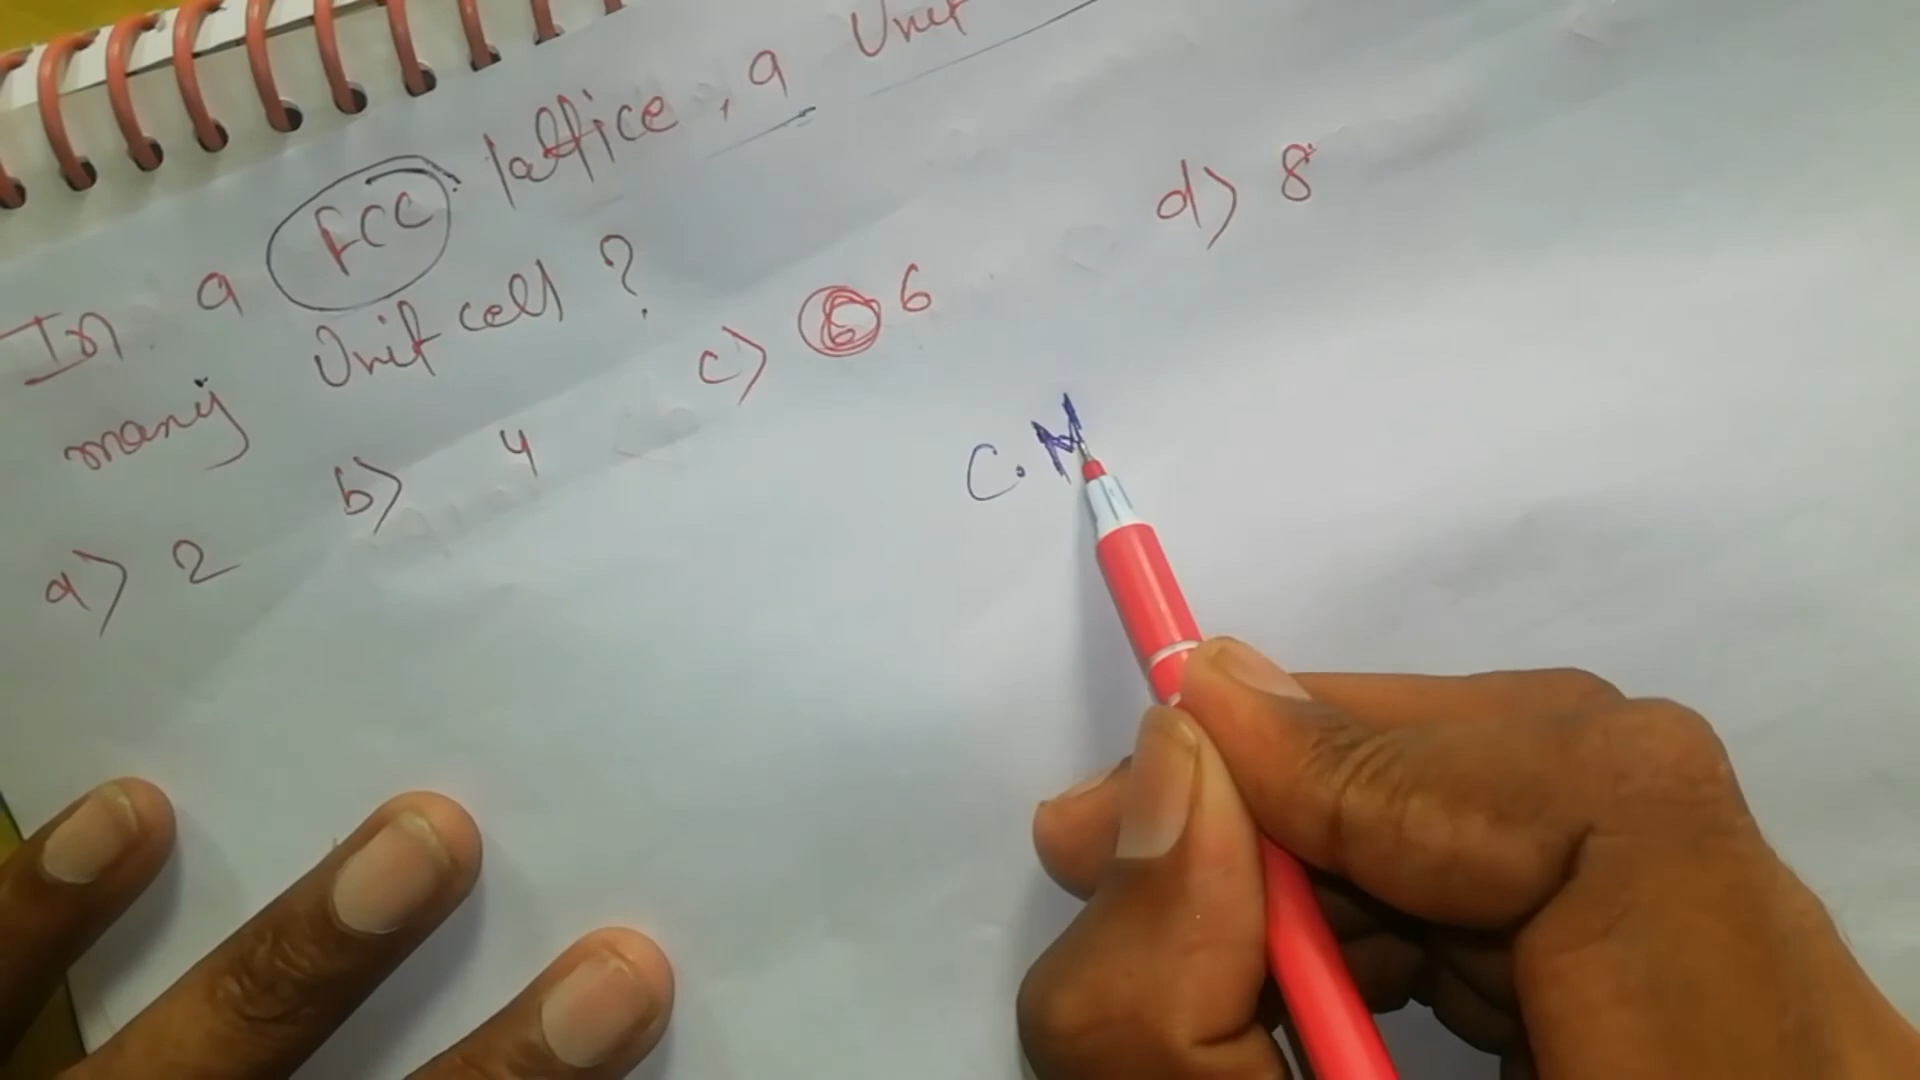 In a FCC lattice, a Unit
many Unit cell ?
a) 2 b) 4 c) 6 d) 8
C. N